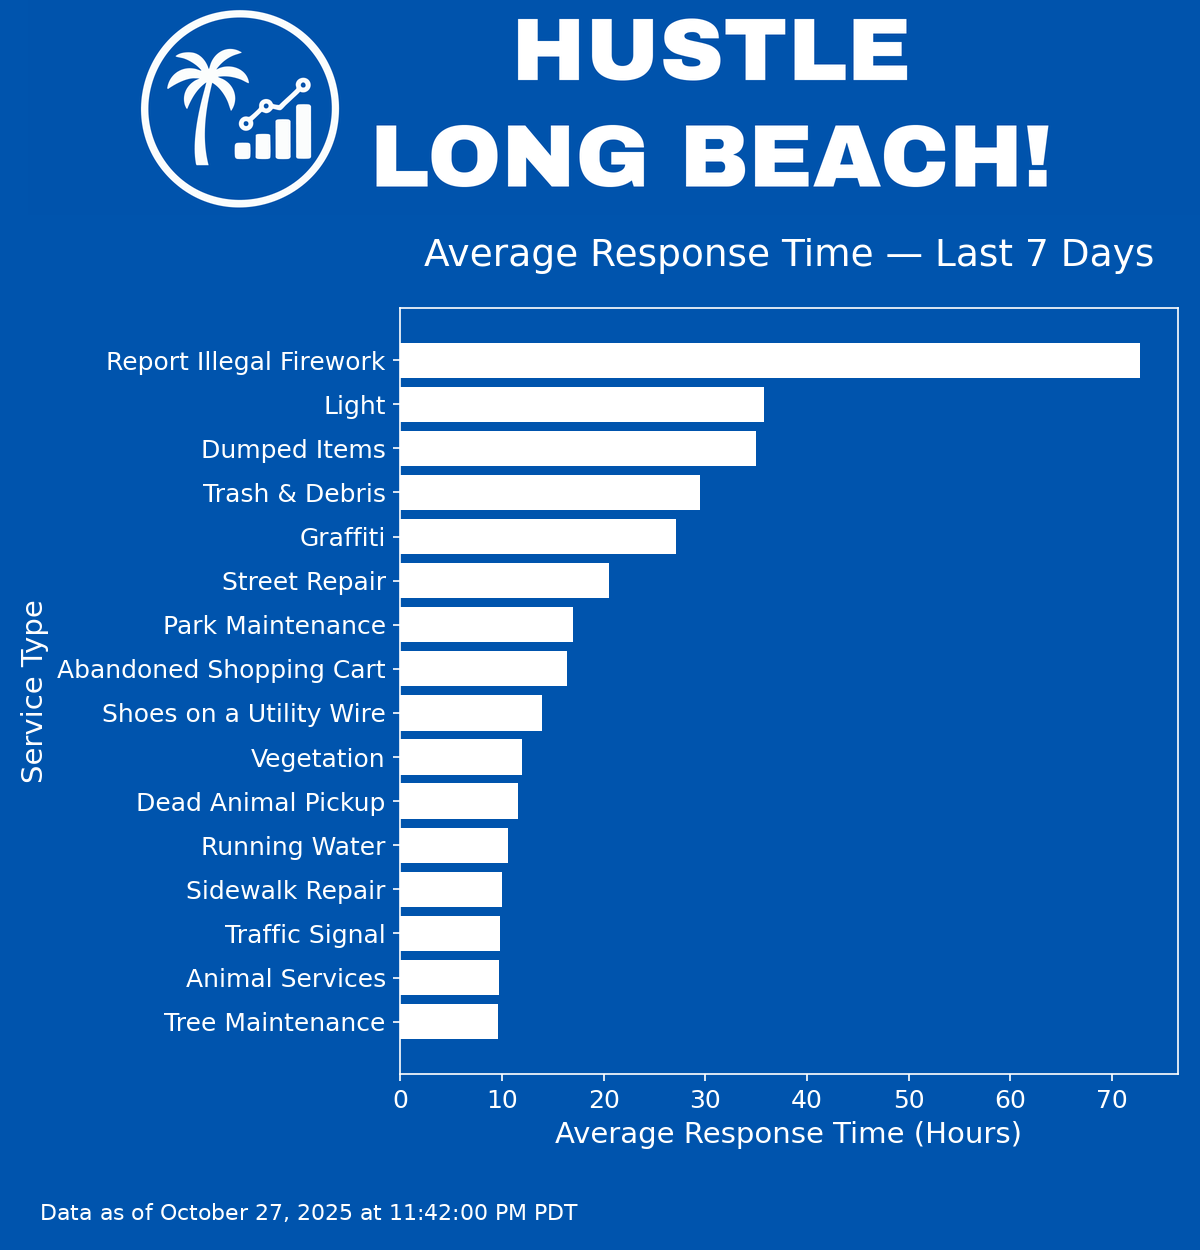 HUSTLE
LONG BEACH!
Average Response Time — Last 7 Days
Service Type
Report Illegal Firework
Light
Dumped Items
Trash & Debris
Graffiti
Street Repair
Park Maintenance
Abandoned Shopping Cart
Shoes on a Utility Wire
Vegetation
Dead Animal Pickup
Running Water
Sidewalk Repair
Traffic Signal
Animal Services
Tree Maintenance
0 10 20 30 40 50 60 70
Average Response Time (Hours)
Data as of October 27, 2025 at 11:42:00 PM PDT